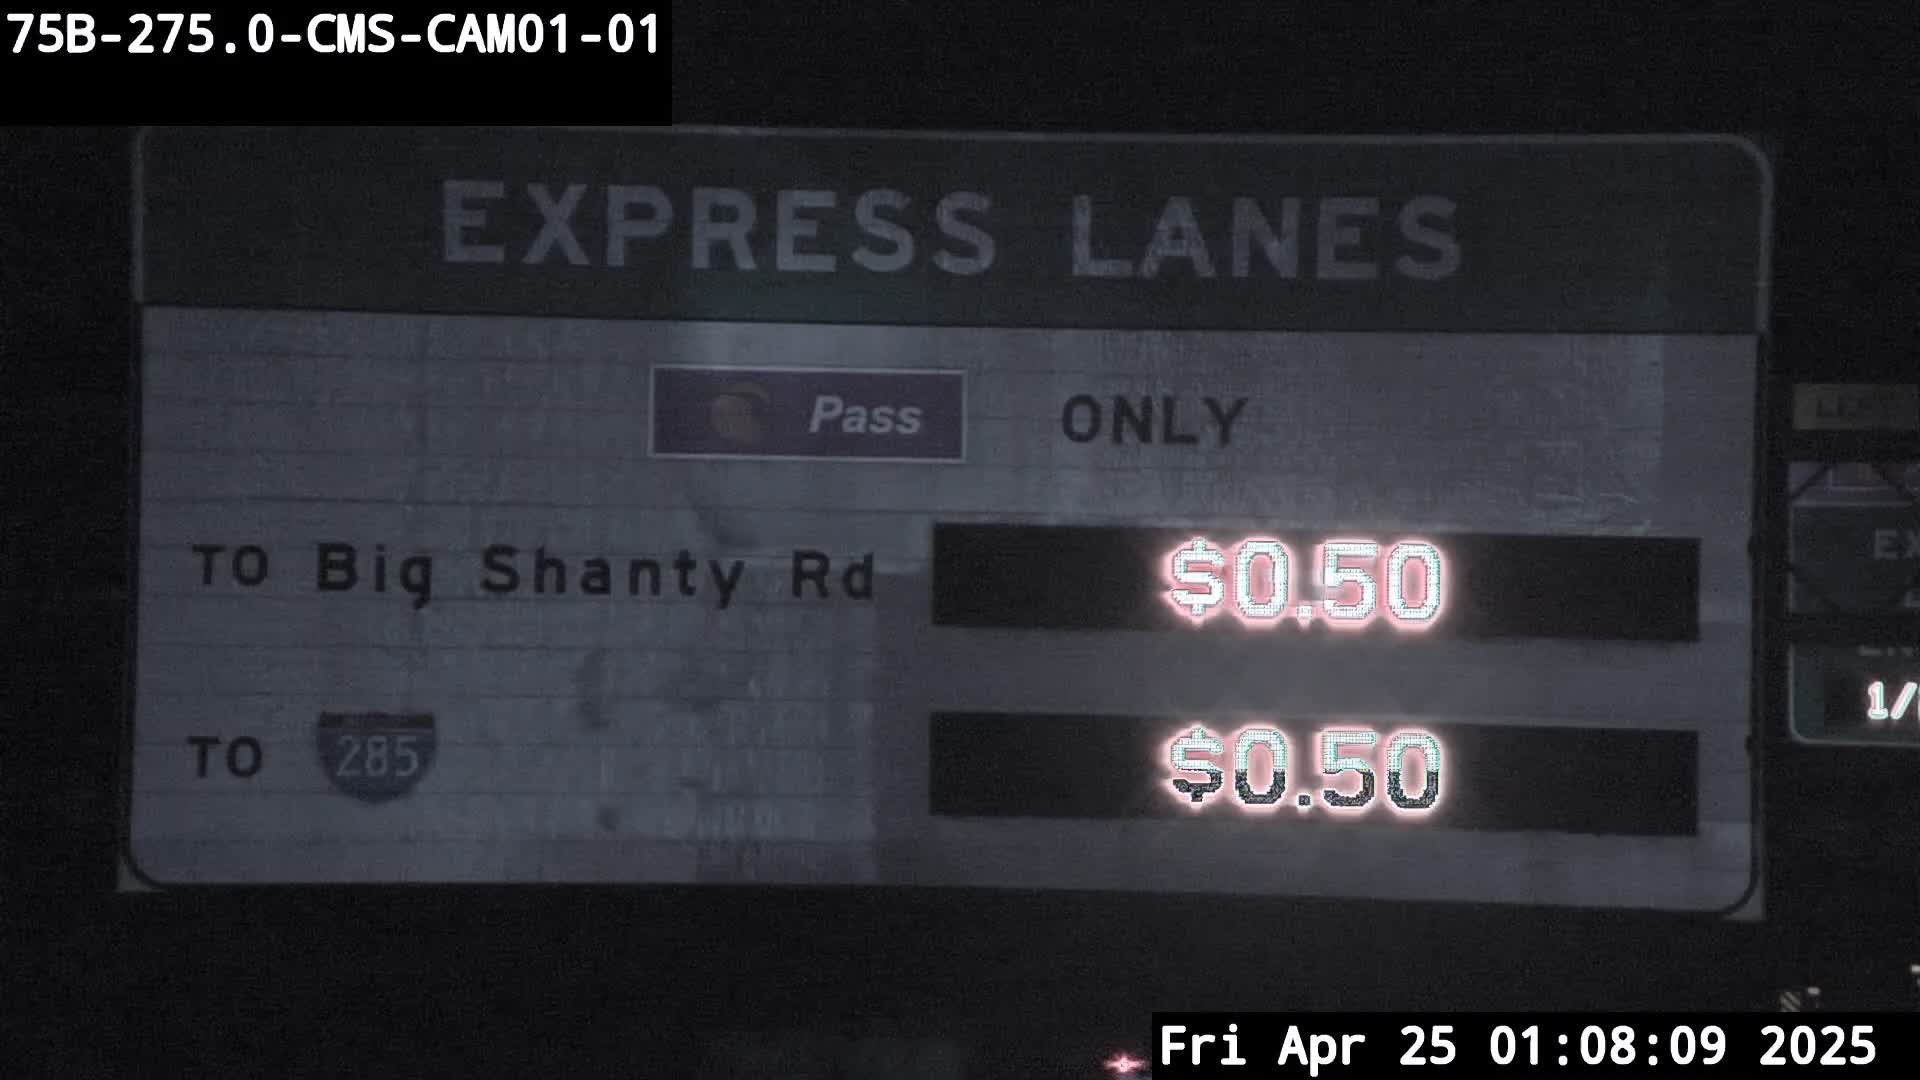 75B-275.0-CMS-CAM01-01
EXPRESS LANES
Pass ONLY
TO Big Shanty Rd $0.50
TO 285 $0.50
1/
Fri Apr 25 01:08:09 2025